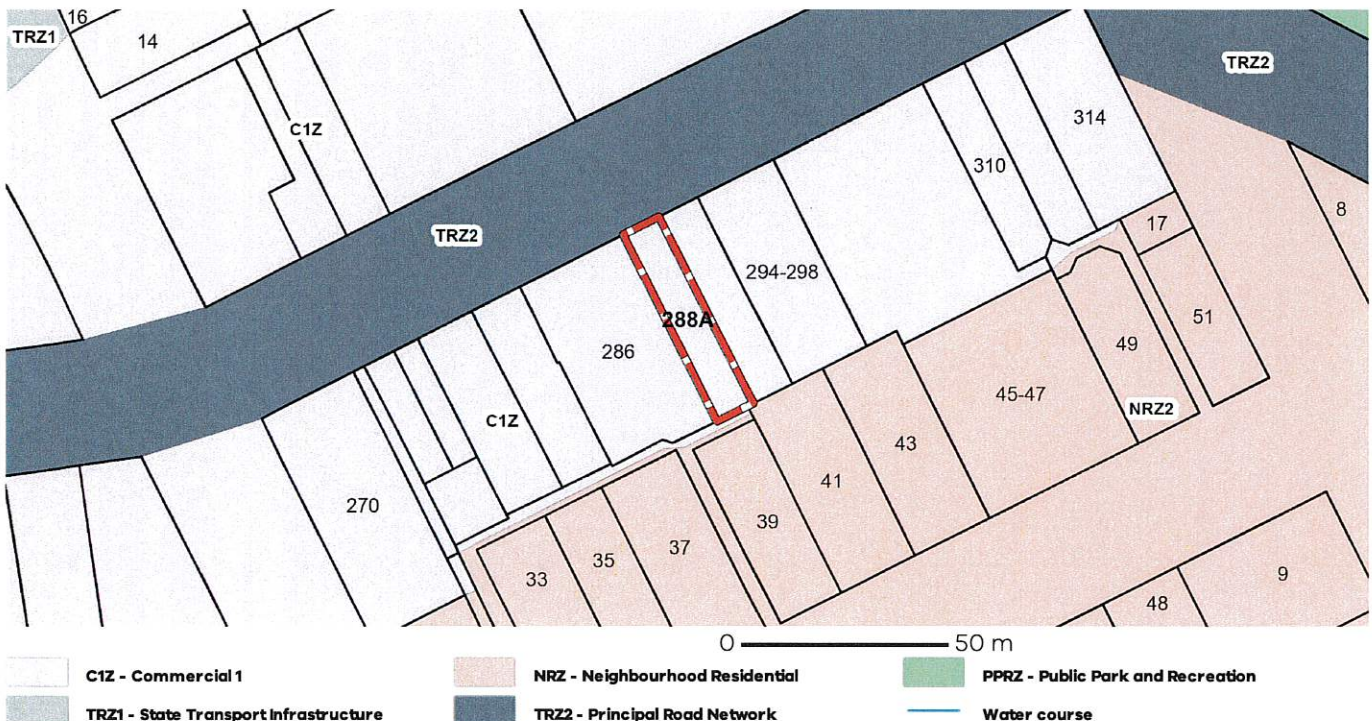 16
TRZ1
14
C1Z
TRZ2
314
TRZ2
310
8
17
TRZ2
294-298
288A
286
51
49
45-47
NRZ2
C1Z
43
41
270
39
37
35
33
9
48
0 50 m
C1Z - Commercial 1
NRZ - Neighbourhood Residential
PPRZ - Public Park and Recreation
TRZ1 - State Transport Infrastructure
TRZ2 - Principal Road Network
Water course